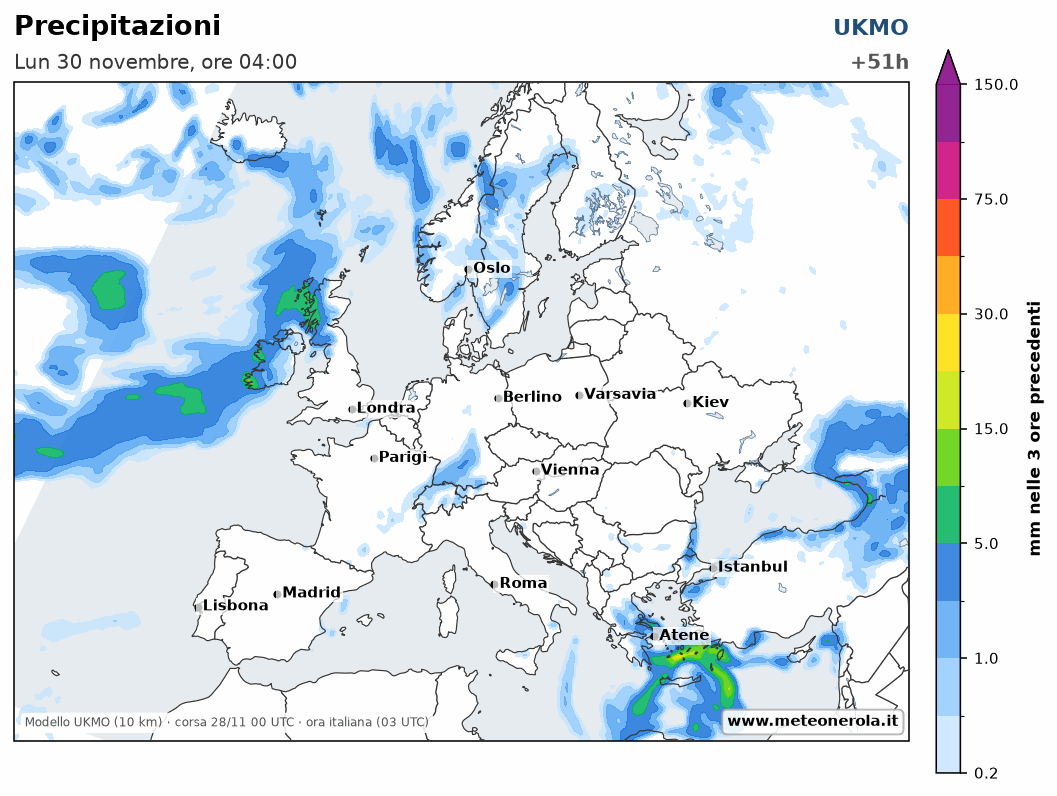 Precipitazioni
UKMO
Lun 30 novembre, ore 04:00
+51h
150.0
75.0
30.0
15.0
5.0
1.0
0.2
mm nelle 3 ore precedenti
Oslo
Berlino
Varsavia
Kiev
Londra
Parigi
Vienna
Istanbul
Roma
Madrid
Lisbona
Atene
Modello UKMO (10 km) · corsa 28/11 00 UTC · ora italiana (03 UTC)
www.meteonerola.it